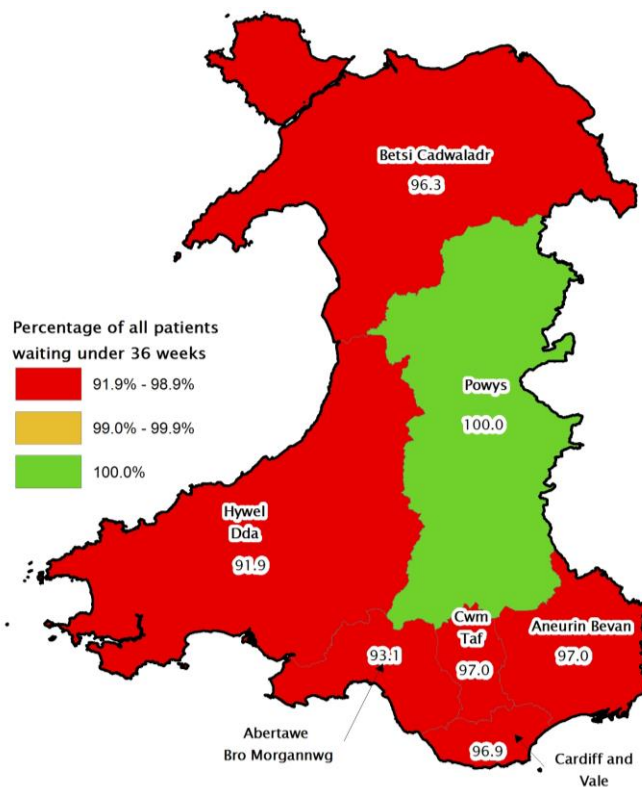 Betsi Cadwaladr
96.3
Percentage of all patients
waiting under 36 weeks
91.9% - 98.9%
99.0% - 99.9%
100.0%
Powys
100.0
Hywel
Dda
91.9
Cwm
Taf
97.0
Aneurin Bevan
97.0
93.1
Abertawe
Bro Morgannwg
96.9
Cardiff and
Vale